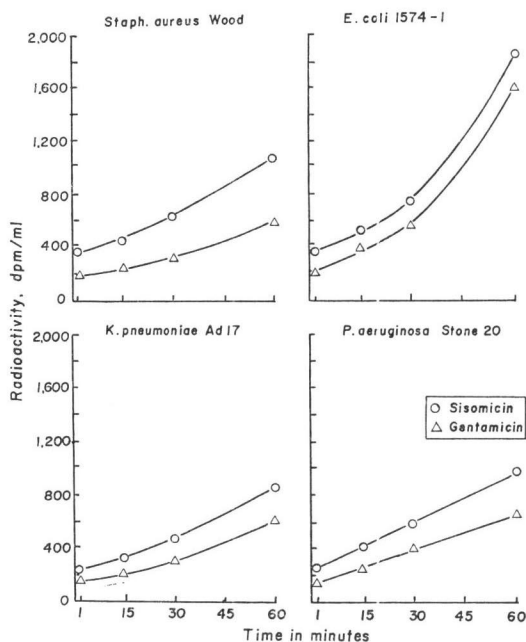 Staph. aureus Wood
E. coli 1574-1
2,000
1,600
1,200
800
400
0
K. pneumoniae Ad 17
P. aeruginosa Stone 20
2,000
1,600
1,200
800
400
0
Sisomicin
Gentamicin
1 15 30 45 60
1 15 30 45 60
Radioactivity, dpm/ml
Time in minutes